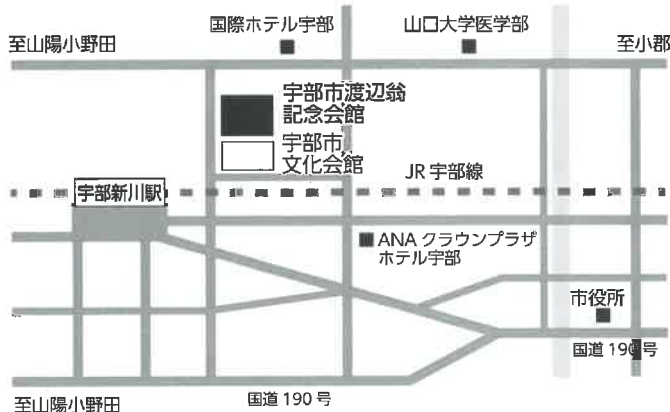 国際ホテル宇部
山口大学医学部
至山陽小野田
至小郡
宇部市渡辺翁
記念会館
宇部市
文化会館
JR 宇部線
宇部新川駅
ANA クラウンプラザ
ホテル宇部
市役所
国道 190 号
国道 190 号
至山陽小野田